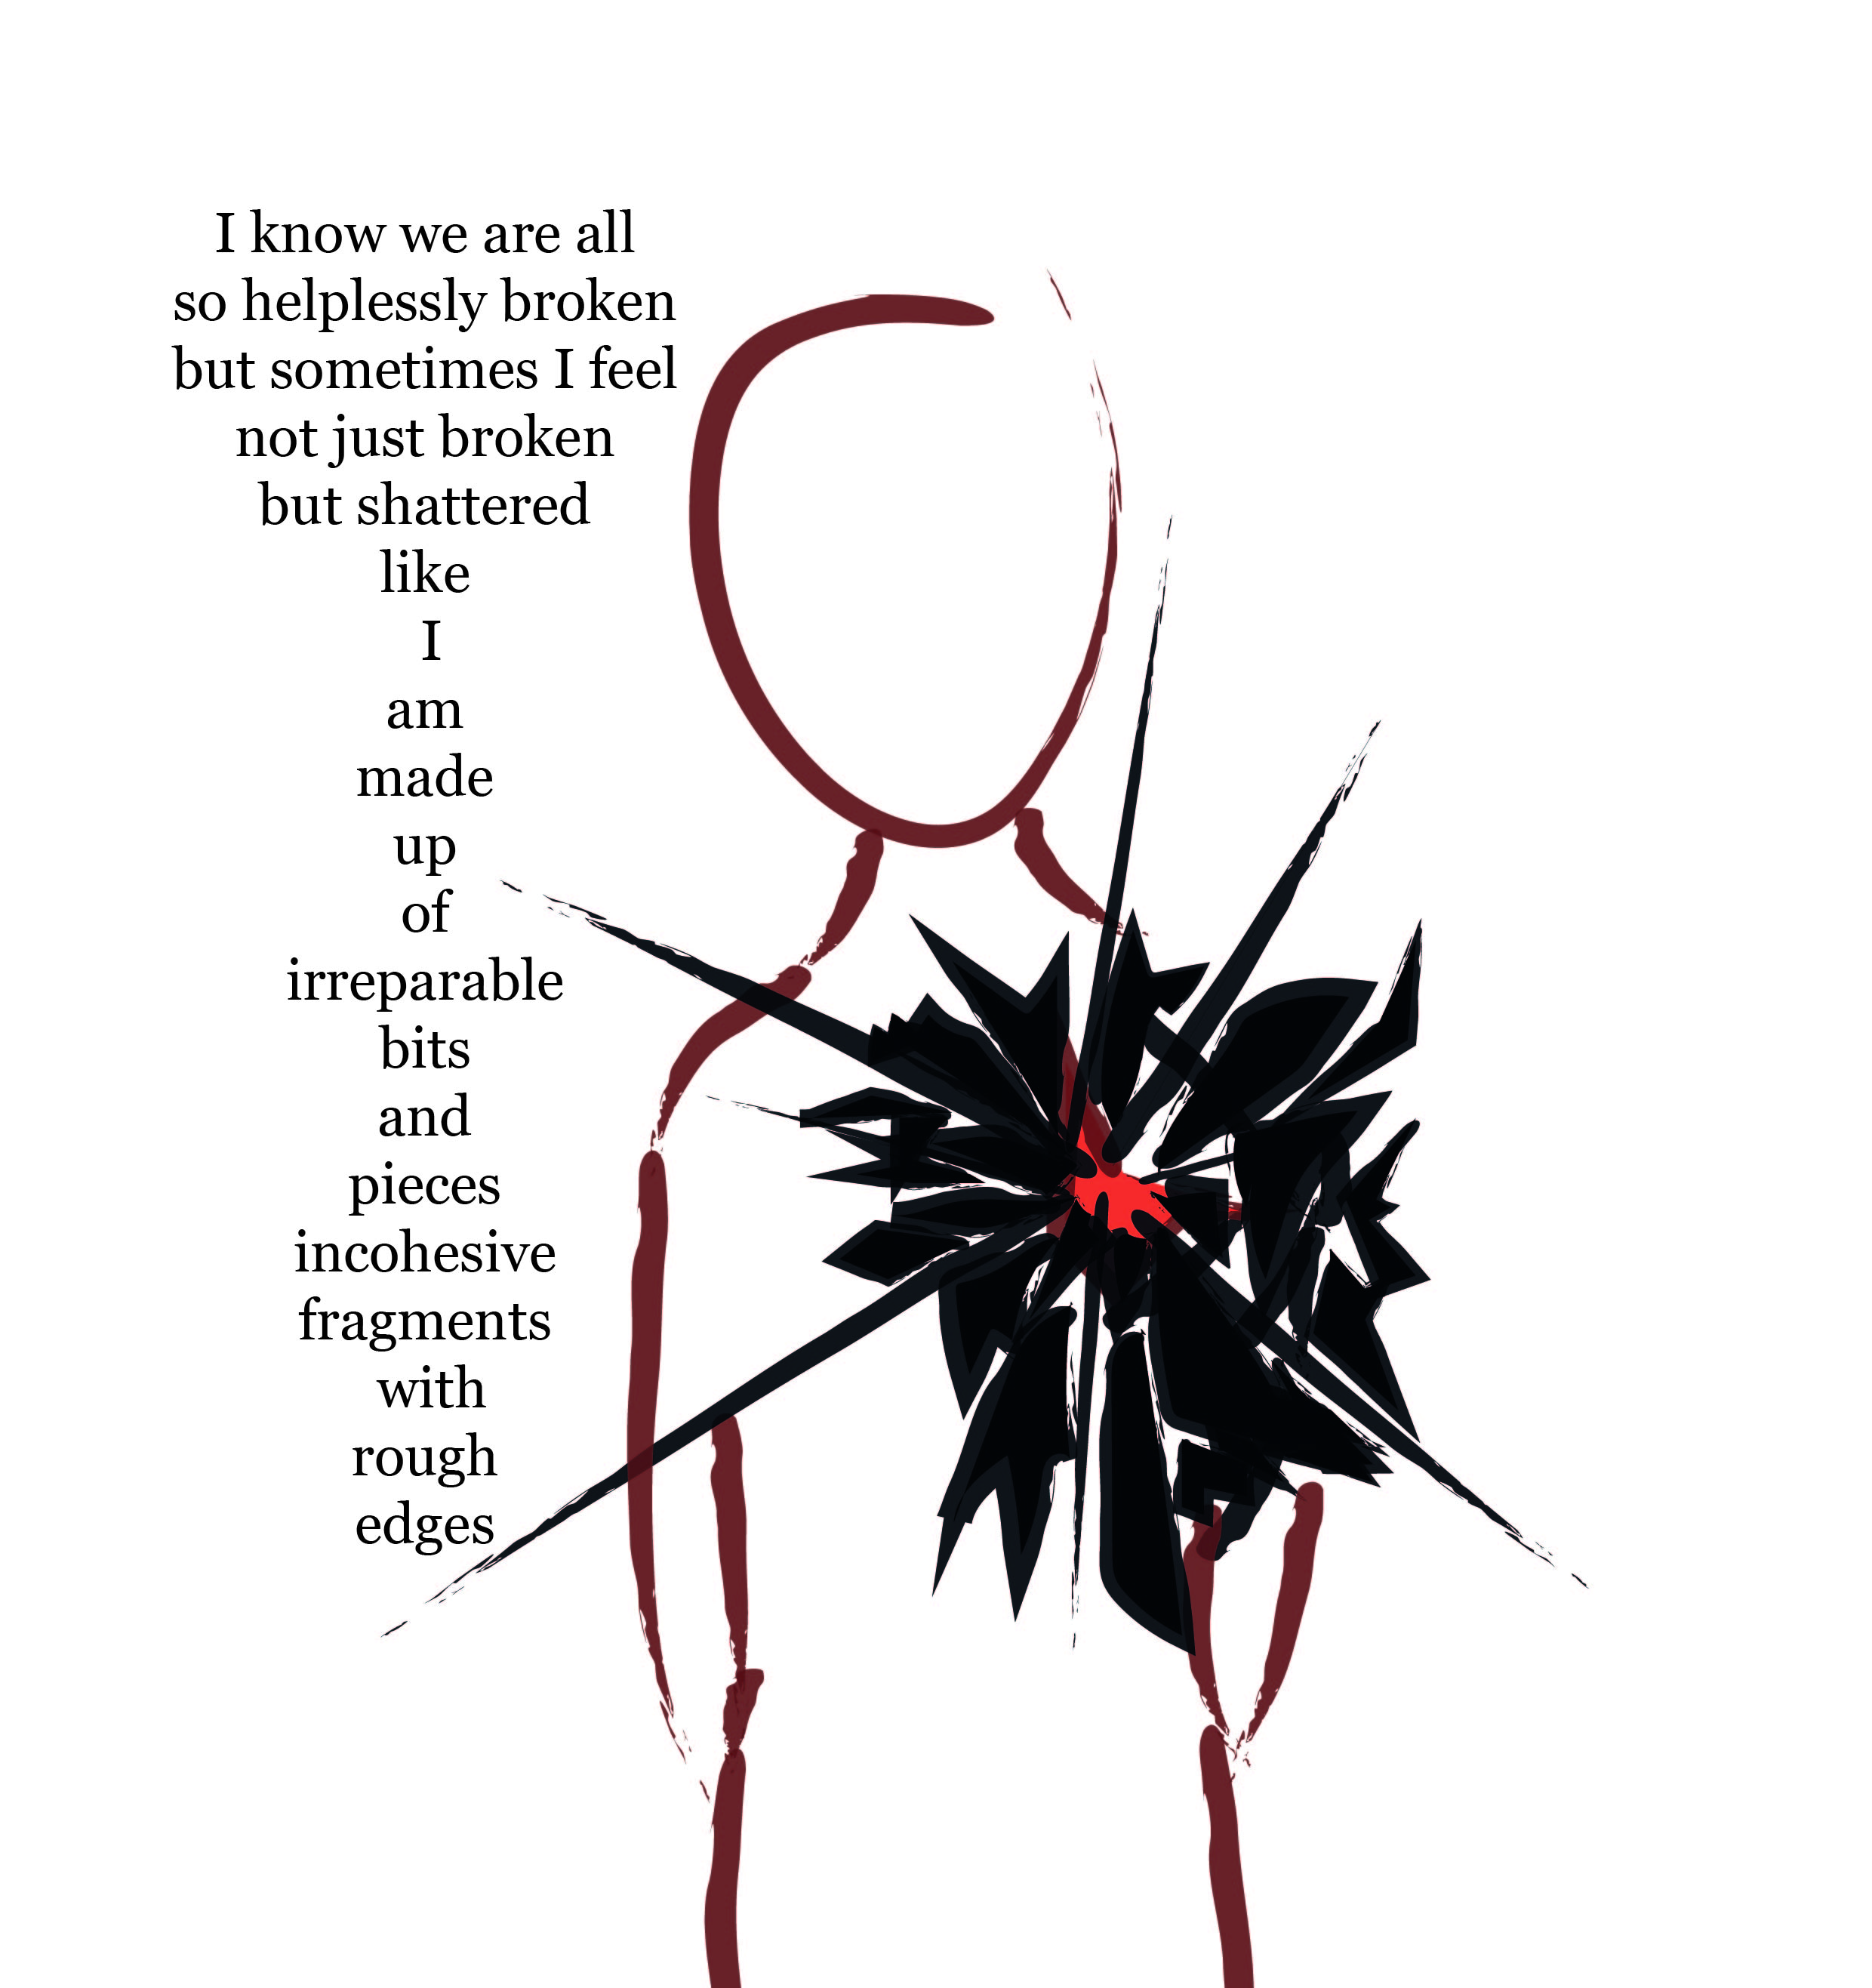 I know we are all
so helplessly broken
but sometimes I feel
not just broken
but shattered
like
I
am
made
up
of
irreparable
bits
and
pieces
incohesive
fragments
with
rough
edges